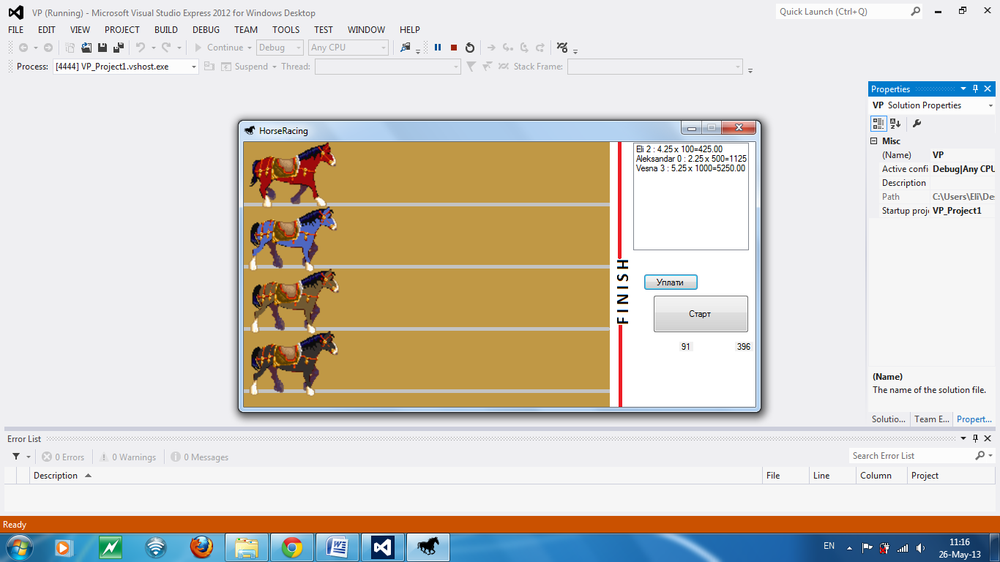 VP (Running) - Microsoft Visual Studio Express 2012 for Windows Desktop
Quick Launch (Ctrl+Q)
FILE EDIT VIEW PROJECT BUILD DEBUG TEAM TOOLS TEST WINDOW HELP
Continue Debug Any CPU
Process: [4444] VP_Project1.vshost.exe Suspend Thread: Stack Frame:
Properties
VP Solution Properties
Misc
(Name) VP
Active confi Debug|Any CPU
Description
Path C:\Users\Eli\De
Startup proj VP_Project1
(Name)
The name of the solution file.
Solutio... Team E... Propert...
HorseRacing
Eli 2 : 4.25 x 100=425.00
Aleksandar 0 : 2.25 x 500=1125
Vesna 3 : 5.25 x 1000=5250.00
FINISH
Уплати
Старт
91 396
Error List
0 Errors 0 Warnings 0 Messages
Search Error List
Description File Line Column Project
Ready
EN
11:16
26-May-13